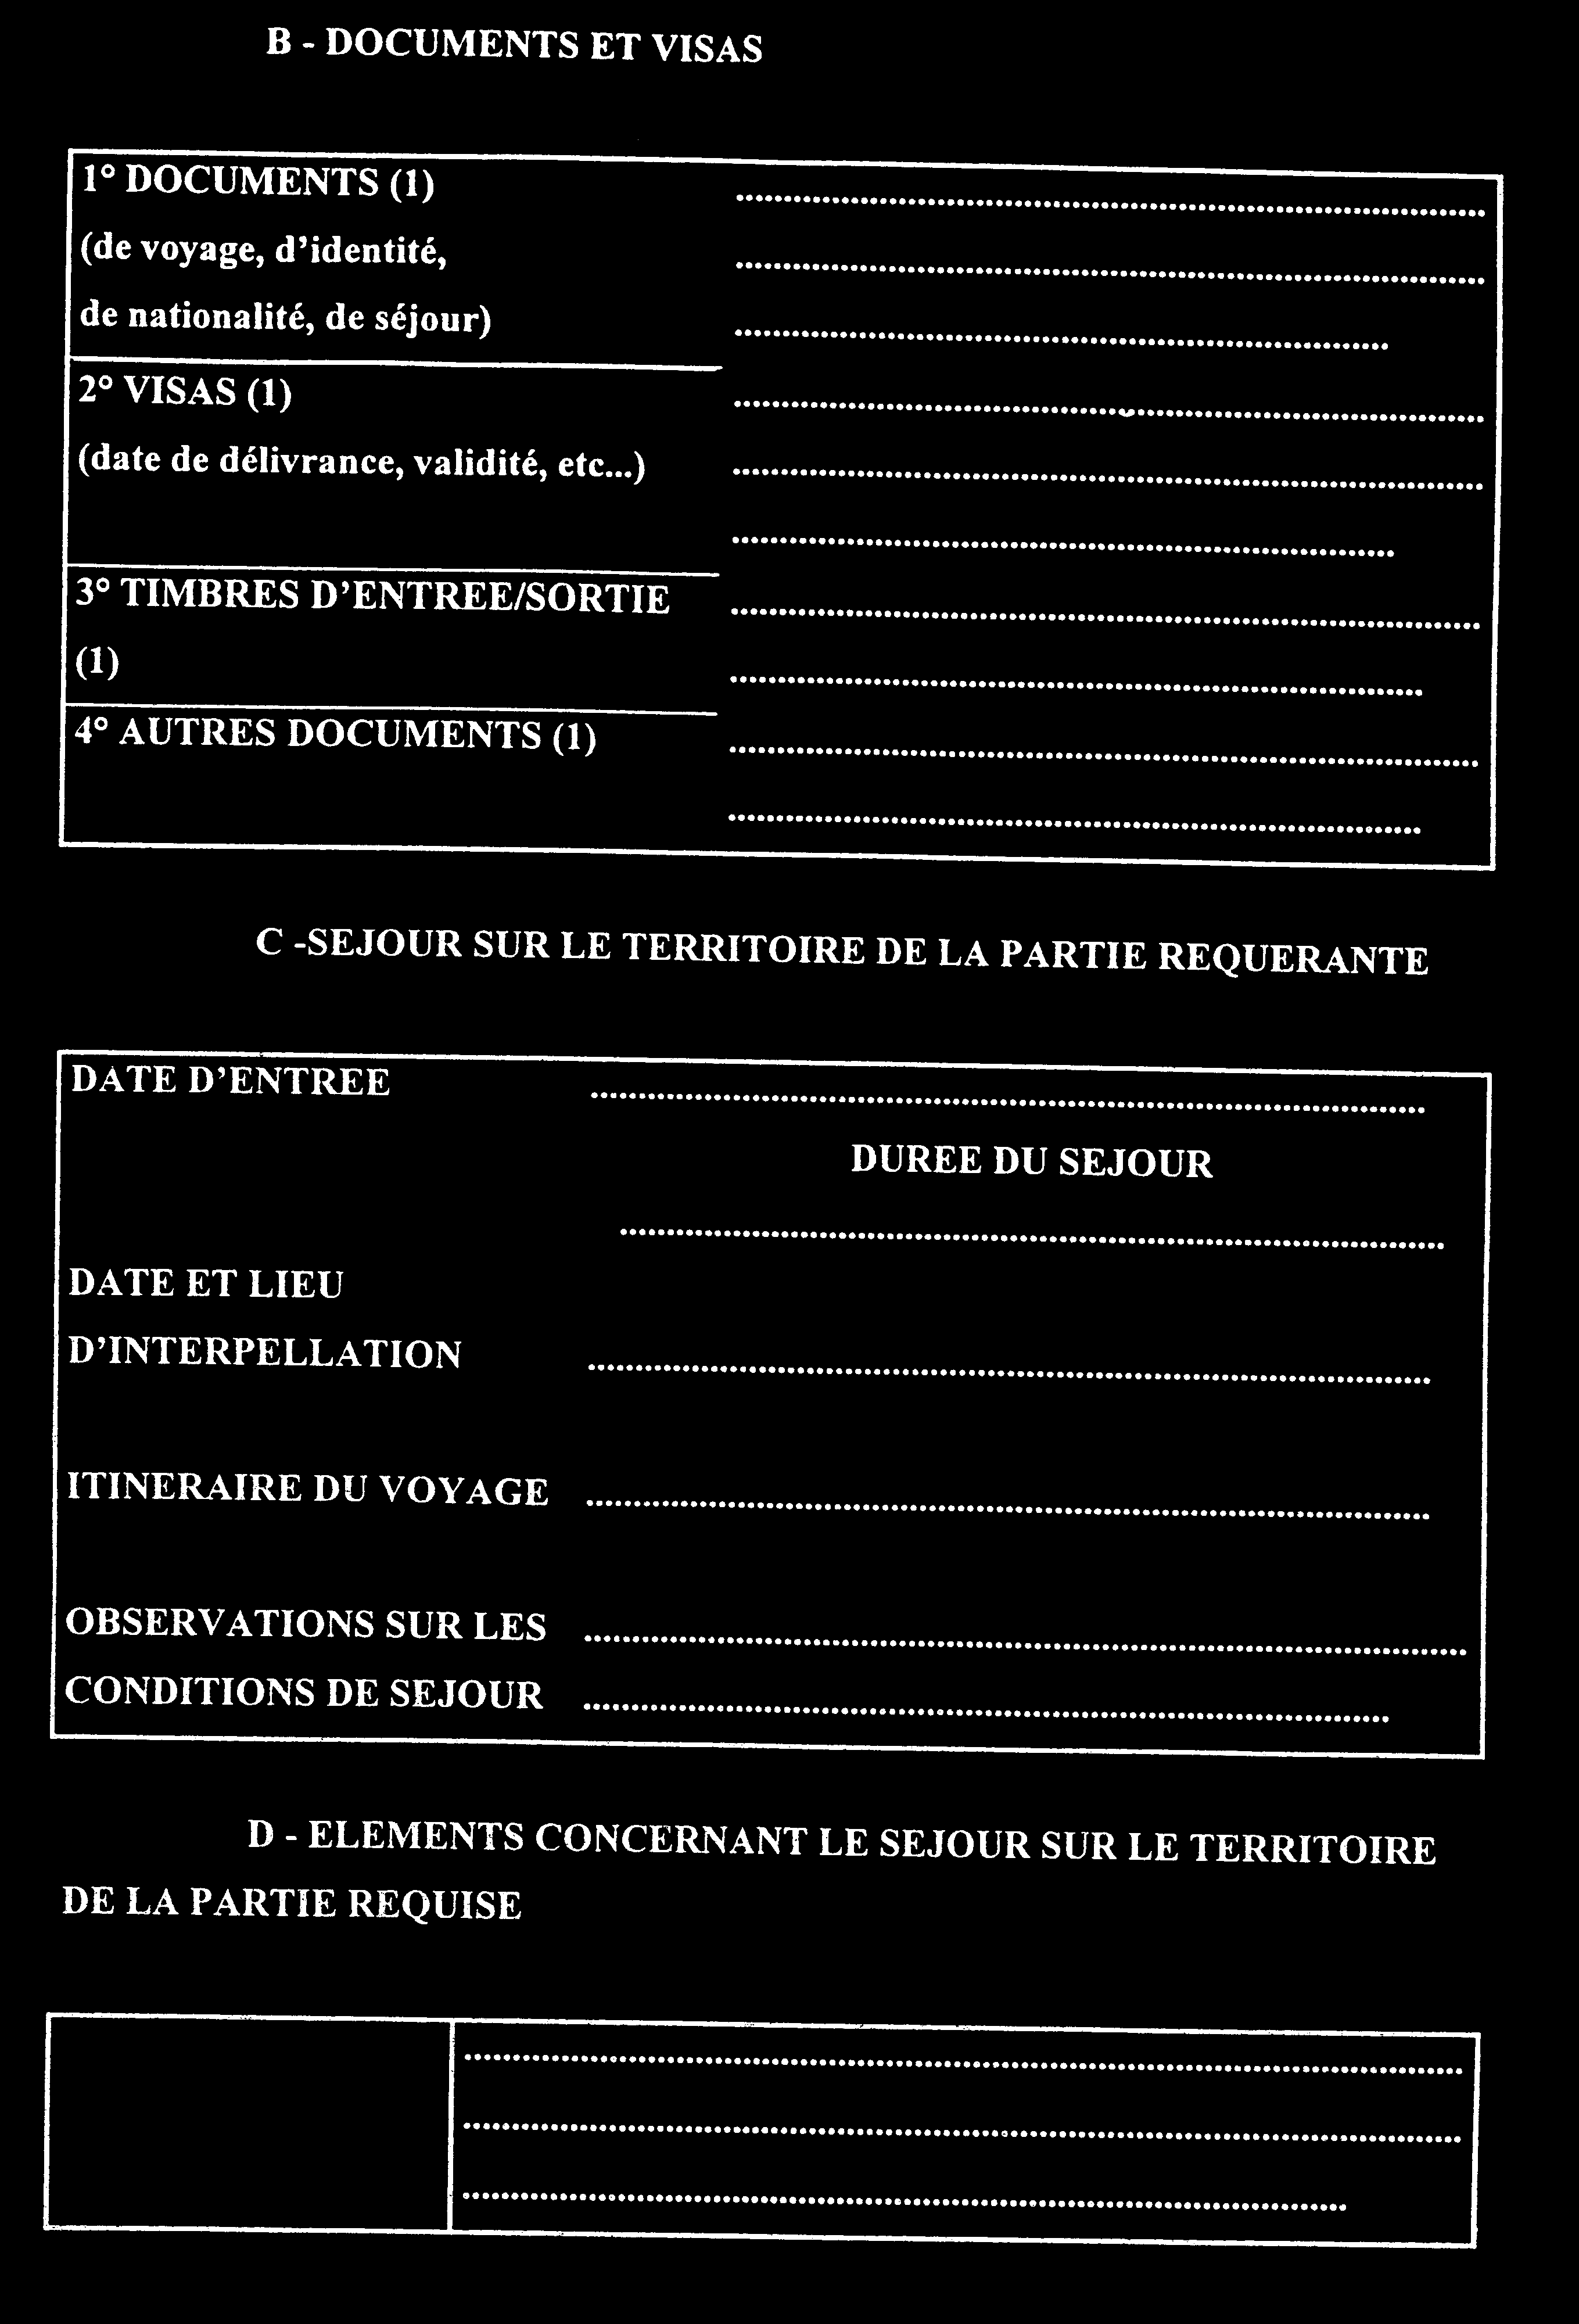 B - DOCUMENTS ET VISAS
1° DOCUMENTS (1) ........................................
(de voyage, d'identité, ........................................
de nationalité, de séjour) ........................................
2° VISAS (1) ........................................
(date de délivrance, validité, etc...) ........................................
........................................
3° TIMBRES D'ENTREE/SORTIE ........................................
(1) ........................................
4° AUTRES DOCUMENTS (1) ........................................
........................................
C -SEJOUR SUR LE TERRITOIRE DE LA PARTIE REQUERANTE
DATE D'ENTREE ........................................
DUREE DU SEJOUR
........................................
DATE ET LIEU
D'INTERPELLATION ........................................
ITINERAIRE DU VOYAGE ........................................
OBSERVATIONS SUR LES ........................................
CONDITIONS DE SEJOUR ........................................
D - ELEMENTS CONCERNANT LE SEJOUR SUR LE TERRITOIRE
DE LA PARTIE REQUISE
........................................
........................................
........................................